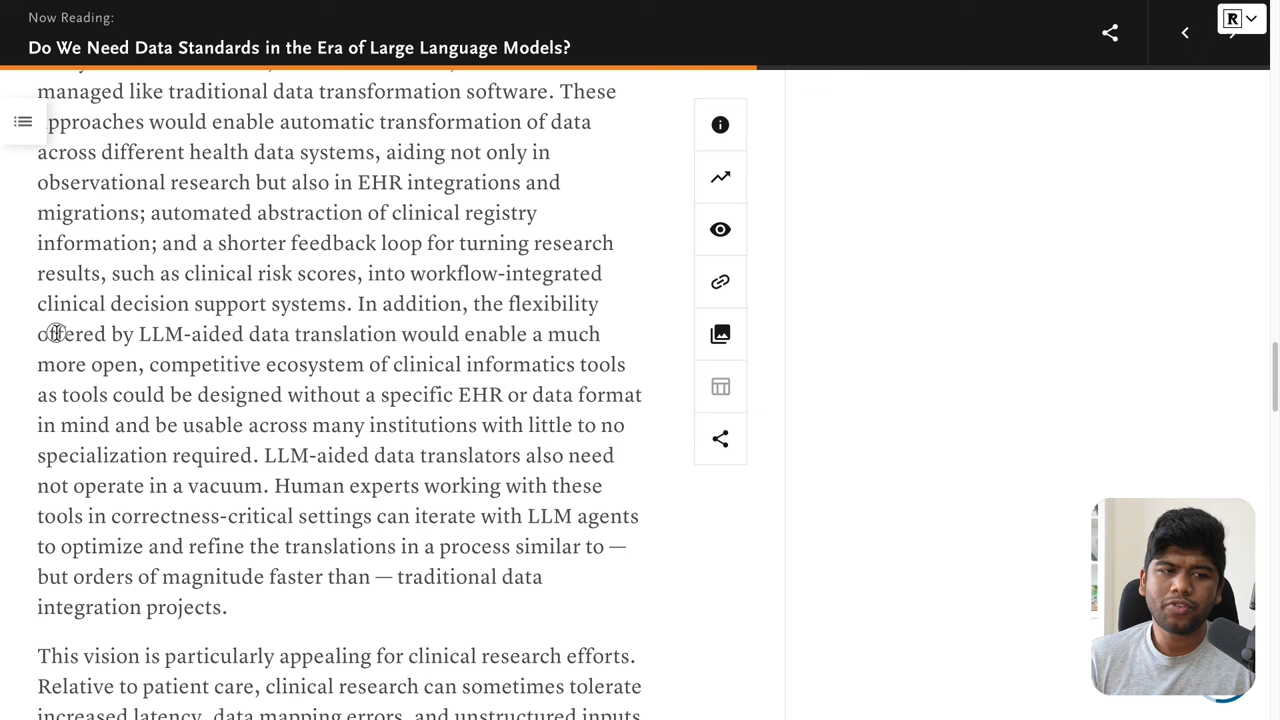 Now Reading:
Do We Need Data Standards in the Era of Large Language Models?
R
managed like traditional data transformation software. These
approaches would enable automatic transformation of data
across different health data systems, aiding not only in
observational research but also in EHR integrations and
migrations; automated abstraction of clinical registry
information; and a shorter feedback loop for turning research
results, such as clinical risk scores, into workflow-integrated
clinical decision support systems. In addition, the flexibility
offered by LLM-aided data translation would enable a much
more open, competitive ecosystem of clinical informatics tools
as tools could be designed without a specific EHR or data format
in mind and be usable across many institutions with little to no
specialization required. LLM-aided data translators also need
not operate in a vacuum. Human experts working with these
tools in correctness-critical settings can iterate with LLM agents
to optimize and refine the translations in a process similar to —
but orders of magnitude faster than — traditional data
integration projects.
This vision is particularly appealing for clinical research efforts.
Relative to patient care, clinical research can sometimes tolerate
increased latency, data mapping errors, and unstructured inputs